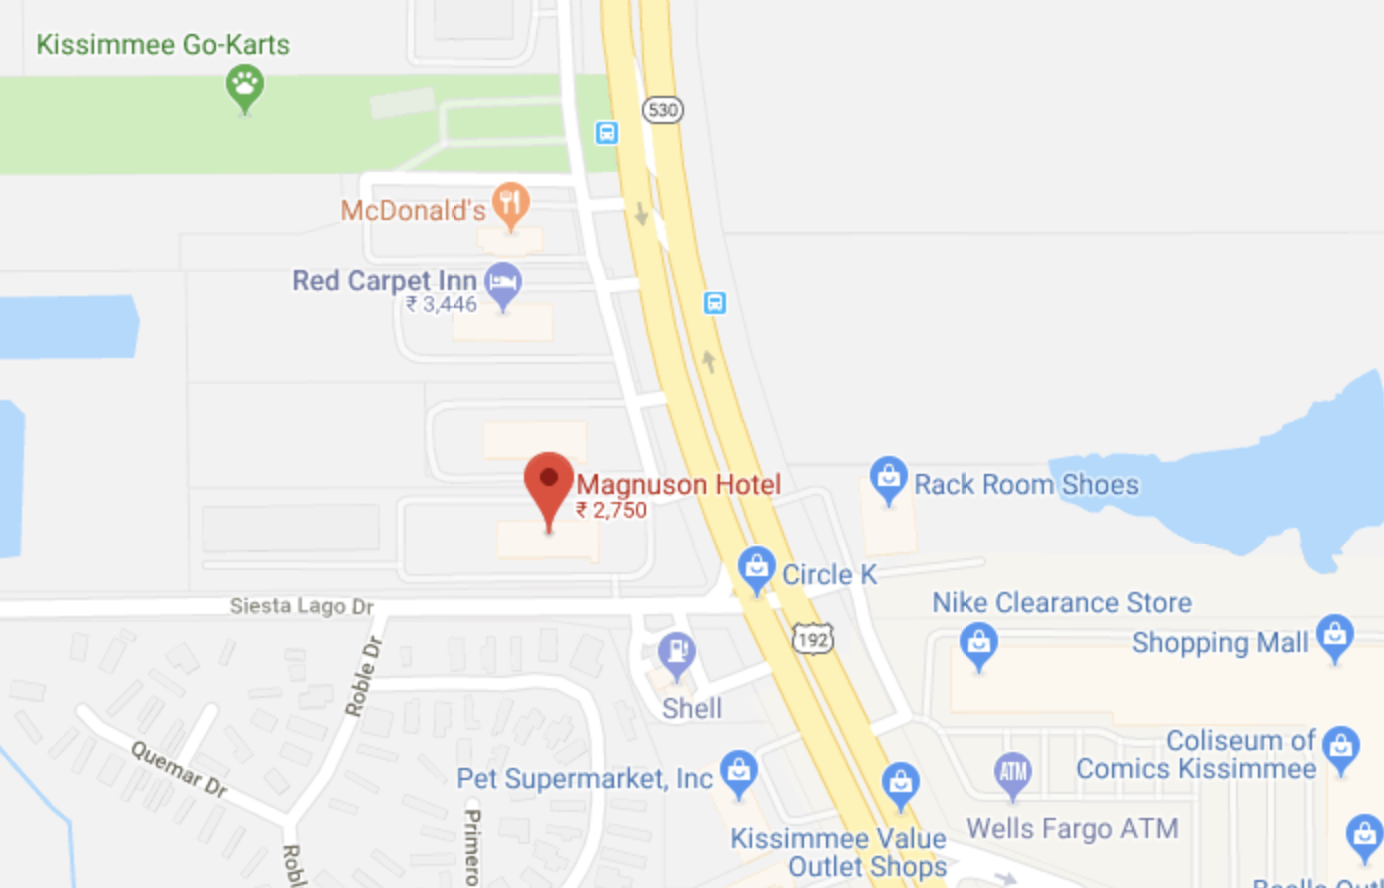 Kissimmee Go-Karts
530
McDonald's
Red Carpet Inn
₹ 3,446
Magnuson Hotel
₹ 2,750
Rack Room Shoes
Circle K
Siesta Lago Dr
Nike Clearance Store
192
Shopping Mall
Roble Dr
Shell
Quemar Dr
Coliseum of
Comics Kissimmee
Pet Supermarket, Inc
ATM
Wells Fargo ATM
Primero
Kissimmee Value
Outlet Shops
Robl